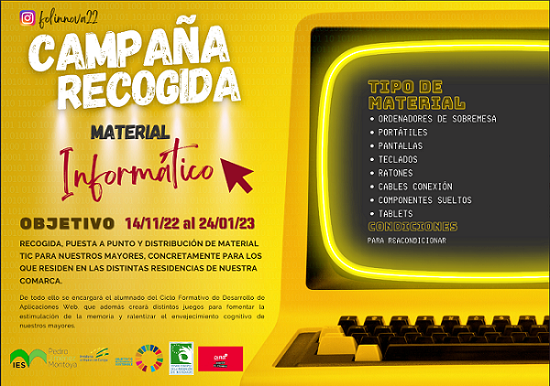 folinnova22
CAMPAÑA
RECOGIDA
MATERIAL
Informático
OBJETIVO 14/11/22 al 24/01/23
RECOGIDA, PUESTA A PUNTO Y DISTRIBUCIÓN DE MATERIAL
TIC PARA NUESTROS MAYORES, CONCRETAMENTE PARA LOS
QUE RESIDEN EN LAS DISTINTAS RESIDENCIAS DE NUESTRA
COMARCA.
De todo ello se encargará el alumnado del Ciclo Formativo de Desarrollo de
Aplicaciones Web, que además creará distintos juegos para fomentar la
estimulación de la memoria y ralentizar el envejecimiento cognitivo de
nuestros mayores.
IES
Pedro
Montoya
TIPO DE
MATERIAL
• ORDENADORES DE SOBREMESA
• PORTÁTILES
• PANTALLAS
• TECLADOS
• RATONES
• CABLES CONEXIÓN
• COMPONENTES SUELTOS
• TABLETS
CONDICIONES
PARA REACONDICIONAR